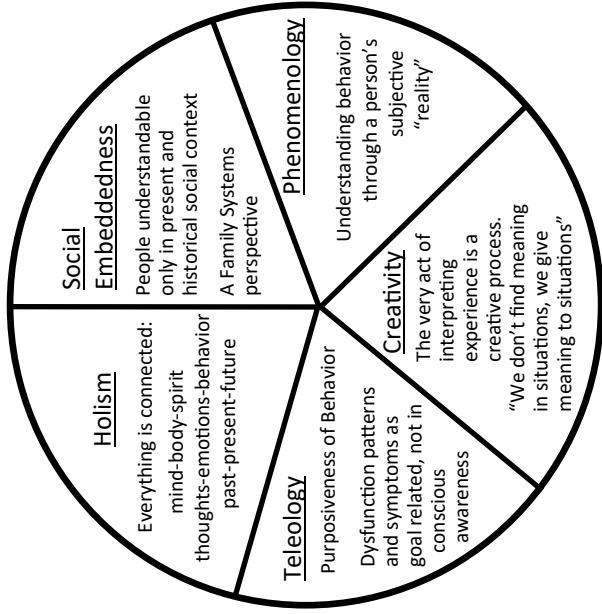 Holism
Everything is connected:
mind-body-spirit
thoughts-emotions-behavior
past-present-future
Social
Embeddedness
People understandable
only in present and
historical social context
A Family Systems
perspective
Phenomenology
Understanding behavior
through a person's
subjective
"reality"
Creativity
The very act of
interpreting
experience is a
creative process.
"We don't find meaning
in situations, we give
meaning to situations"
Teleology
Purposiveness of Behavior
Dysfunction patterns
and symptoms as
goal related, not in
conscious
awareness